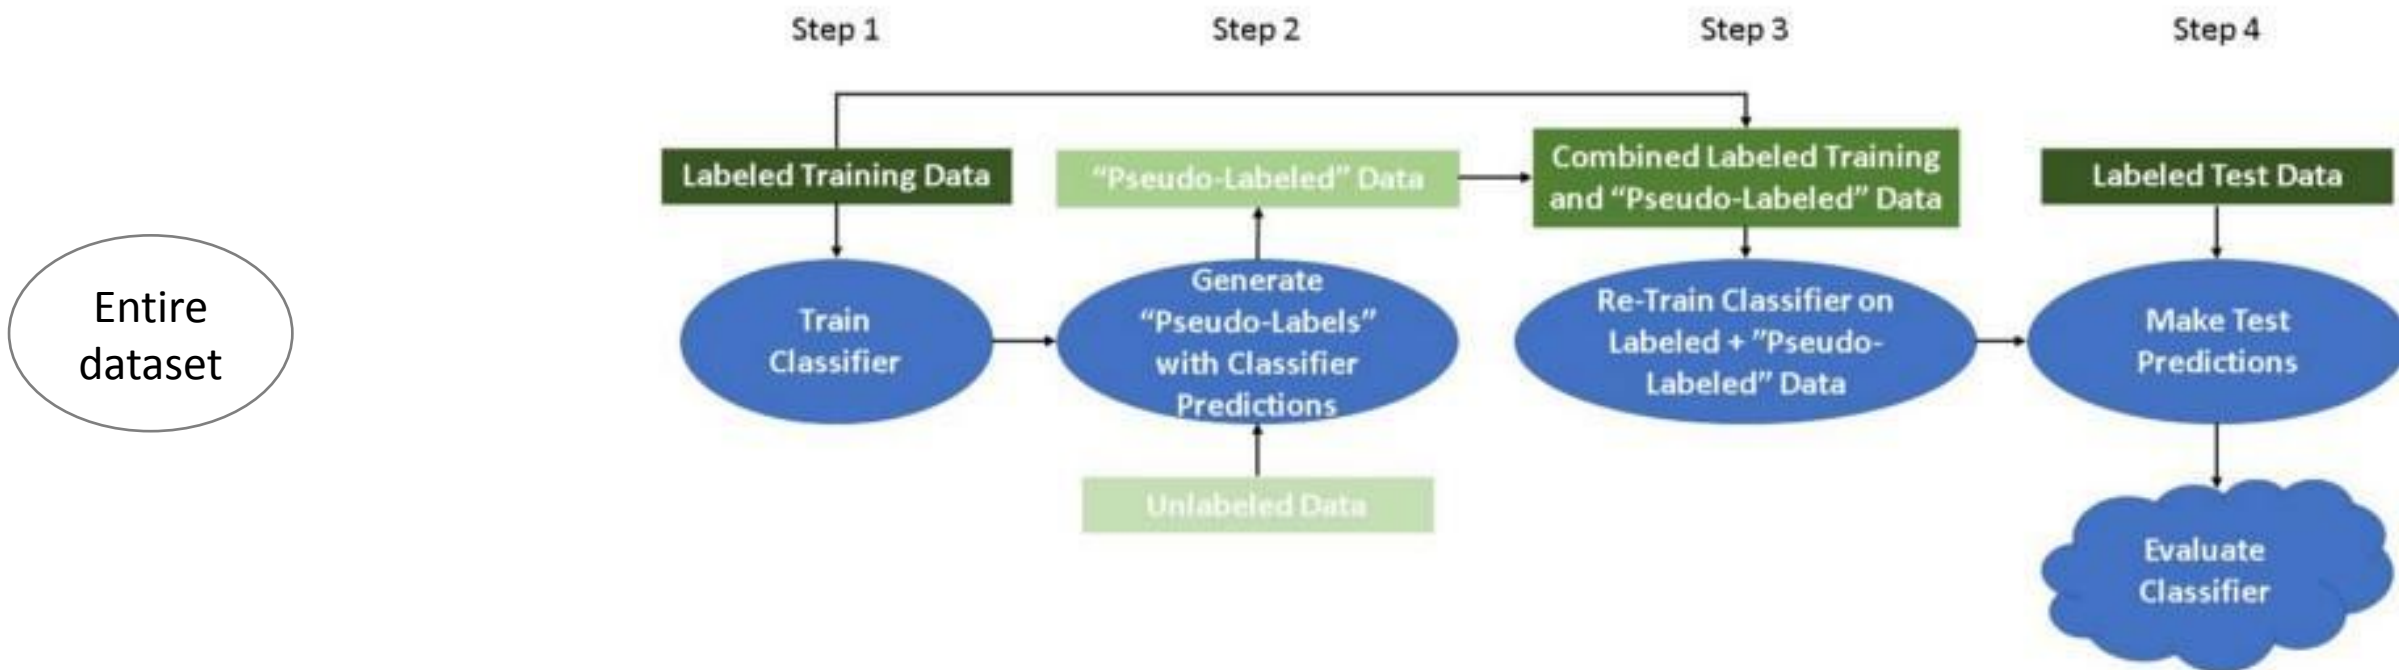 Step 1
Step 2
Step 3
Step 4
Entire
dataset
Labeled Training Data
Train
Classifier
“Pseudo-Labeled” Data
Generate
“Pseudo-Labels”
with Classifier
Predictions
Unlabeled Data
Combined Labeled Training
and “Pseudo-Labeled” Data
Re-Train Classifier on
Labeled + ”Pseudo-
Labeled” Data
Labeled Test Data
Make Test
Predictions
Evaluate
Classifier